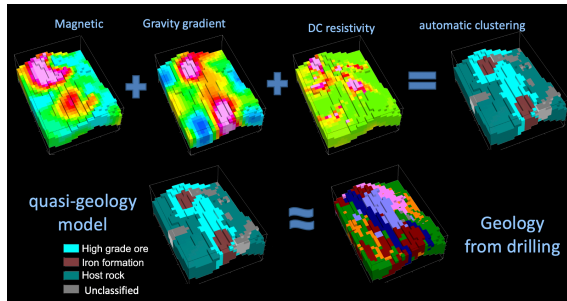 Magnetic
Gravity gradient
DC resistivity
automatic clustering
quasi-geology
model
High grade ore
Iron formation
Host rock
Unclassified
Geology
from drilling